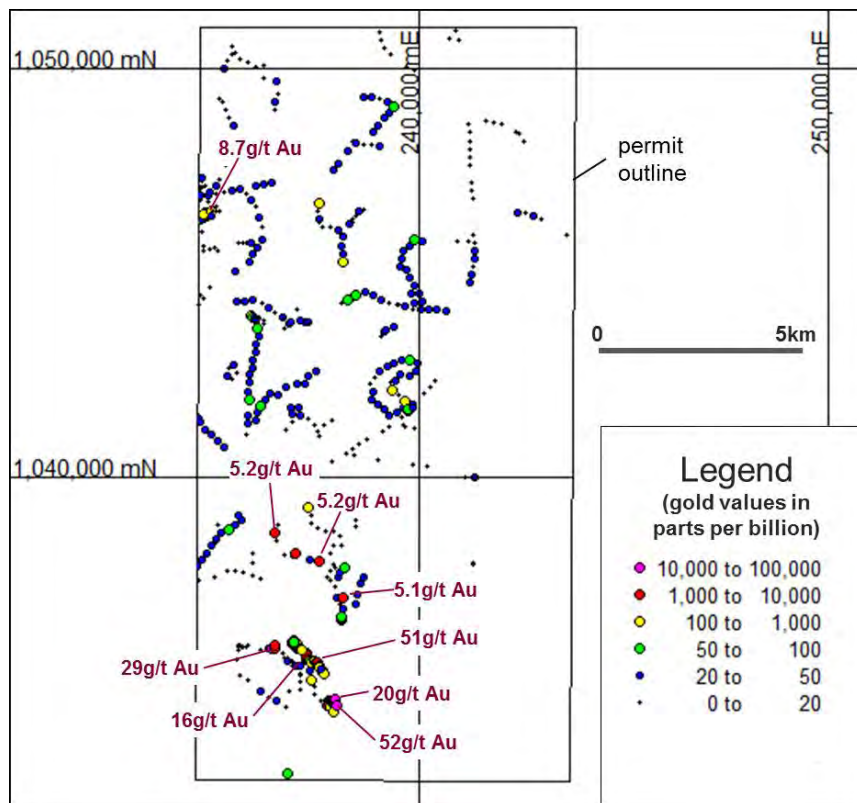 1,050,000 mN
240,000 mE
250,000 mE
8.7g/t Au
permit
outline
0 5km
1,040,000 mN
5.2g/t Au
5.2g/t Au
5.1g/t Au
51g/t Au
29g/t Au
20g/t Au
16g/t Au
52g/t Au
Legend
(gold values in
parts per billion)
10,000 to 100,000
1,000 to 10,000
100 to 1,000
50 to 100
20 to 50
0 to 20